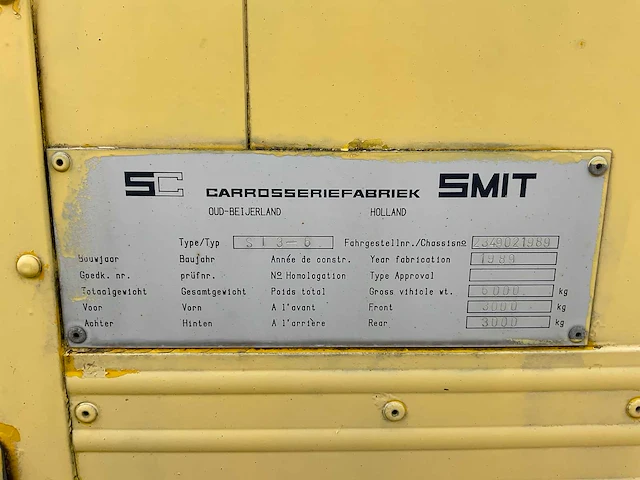 SC CARROSSERIEFABRIEK SMIT
OUD-BEIJERLAND HOLLAND
Type/Typ Fahrgestellnr./Chassisnº 2349021989
Bouwjaar Baujahr Année de constr. Year fabrication 1989
Goedk. nr. prüfnr. Nº Homologation Type Approval
Totaalgewicht Gesamtgewicht Poids total Gross vihicle wt. 6000 kg
Voor Vorn A l'avant Front 3000 kg
Achter Hinten A l'arrière Rear 3000 kg